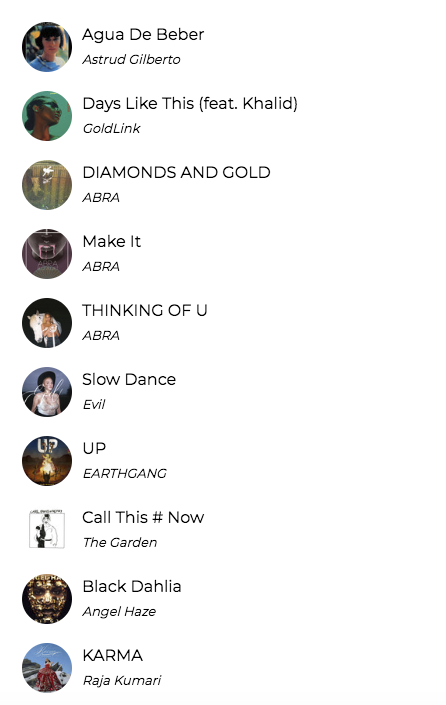 Agua De Beber
Astrud Gilberto
Days Like This (feat. Khalid)
GoldLink
DIAMONDS AND GOLD
ABRA
Make It
ABRA
THINKING OF U
ABRA
Slow Dance
Evil
UP
UP
EARTHGANG
Call This # Now
The Garden
Black Dahlia
Angel Haze
KARMA
Raja Kumari